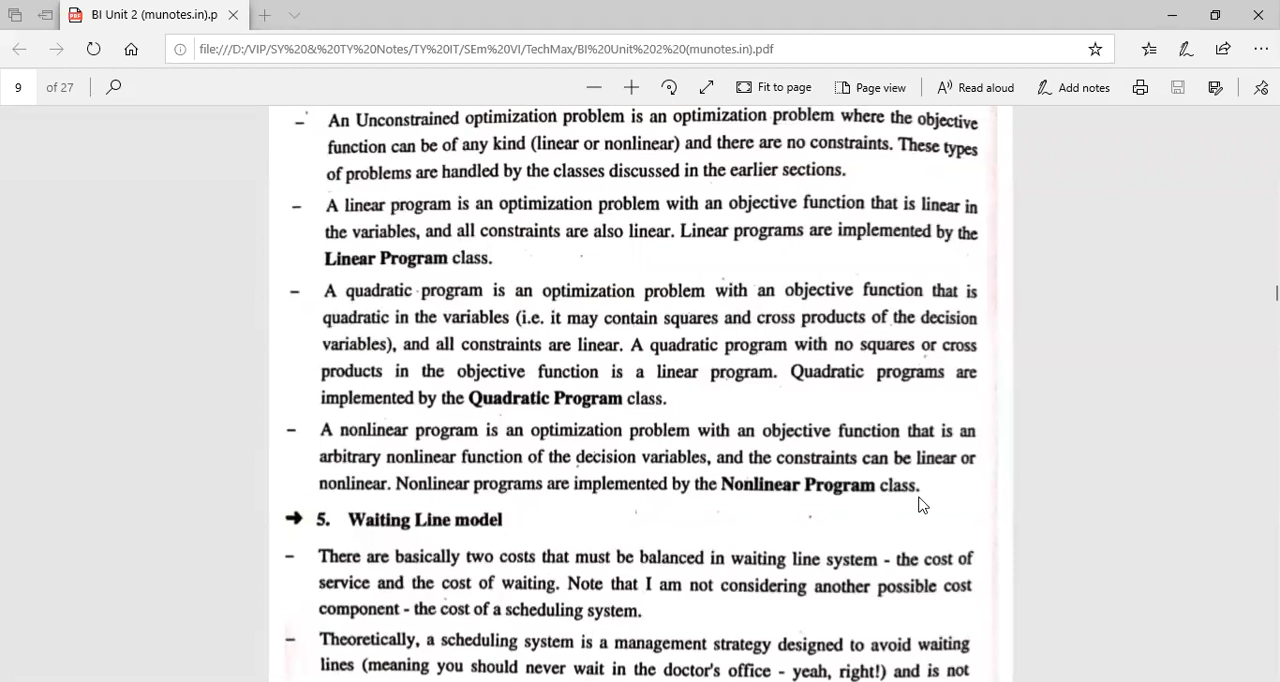 BI Unit 2 (munotes.in).p
file:///D:/VIP/SY%20&%20TY%20Notes/TY%20IT/SEm%20VI/TechMax/BI%20Unit%202%20(munotes.in).pdf
9 of 27 Fit to page Page view Read aloud Add notes
- An Unconstrained optimization problem is an optimization problem where the objective
function can be of any kind (linear or nonlinear) and there are no constraints. These types
of problems are handled by the classes discussed in the earlier sections.
- A linear program is an optimization problem with an objective function that is linear in
the variables, and all constraints are also linear. Linear programs are implemented by the
Linear Program class.
- A quadratic program is an optimization problem with an objective function that is
quadratic in the variables (i.e. it may contain squares and cross products of the decision
variables), and all constraints are linear. A quadratic program with no squares or cross
products in the objective function is a linear program. Quadratic programs are
implemented by the Quadratic Program class.
- A nonlinear program is an optimization problem with an objective function that is an
arbitrary nonlinear function of the decision variables, and the constraints can be linear or
nonlinear. Nonlinear programs are implemented by the Nonlinear Program class.
→ 5. Waiting Line model
- There are basically two costs that must be balanced in waiting line system - the cost of
service and the cost of waiting. Note that I am not considering another possible cost
component - the cost of a scheduling system.
- Theoretically, a scheduling system is a management strategy designed to avoid waiting
lines (meaning you should never wait in the doctor's office - yeah, right!) and is not